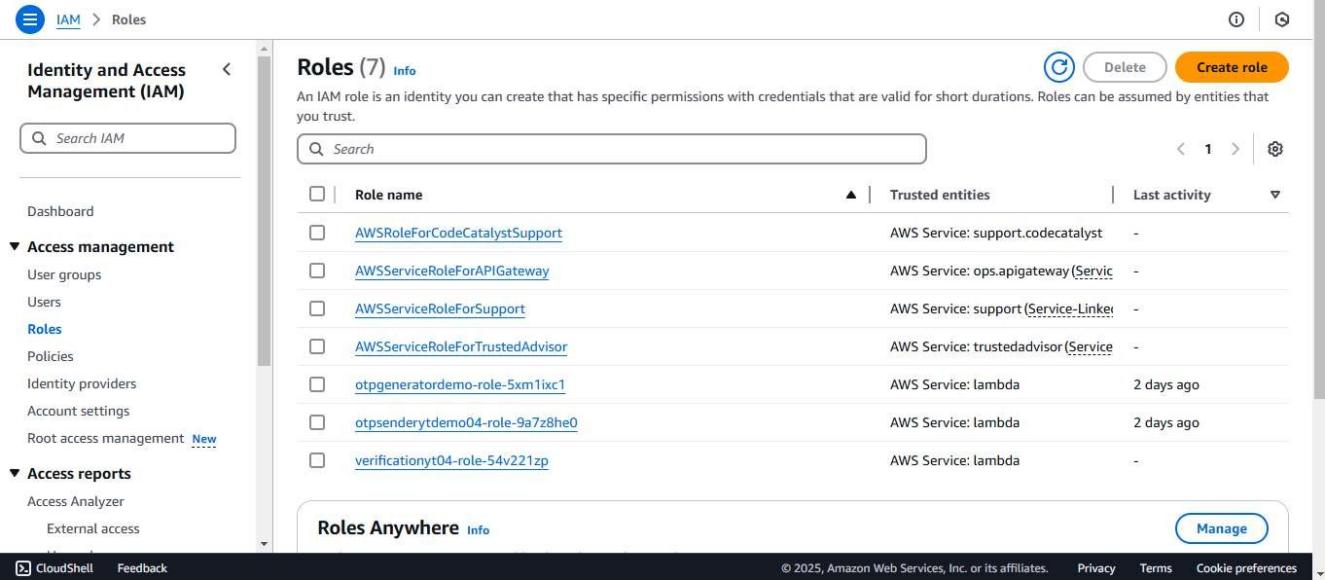 IAM > Roles
Identity and Access
Management (IAM)
Search IAM
Dashboard
Access management
User groups
Users
Roles
Policies
Identity providers
Account settings
Root access management New
Access reports
Access Analyzer
External access
Roles (7) Info
Delete
Create role
An IAM role is an identity you can create that has specific permissions with credentials that are valid for short durations. Roles can be assumed by entities that
you trust.
Search
1
Role name Trusted entities Last activity
AWSRoleForCodeCatalystSupport AWS Service: support.codecatalyst -
AWSServiceRoleForAPIGateway AWS Service: ops.apigateway (Servic -
AWSServiceRoleForSupport AWS Service: support (Service-Linke -
AWSServiceRoleForTrustedAdvisor AWS Service: trustedadvisor (Service -
otpgeneratordemo-role-5xm1ixc1 AWS Service: lambda 2 days ago
otpsenderytdemo04-role-9a7z8he0 AWS Service: lambda 2 days ago
verificationyt04-role-54v221zp AWS Service: lambda -
Roles Anywhere Info
Manage
CloudShell Feedback © 2025, Amazon Web Services, Inc. or its affiliates. Privacy Terms Cookie preferences